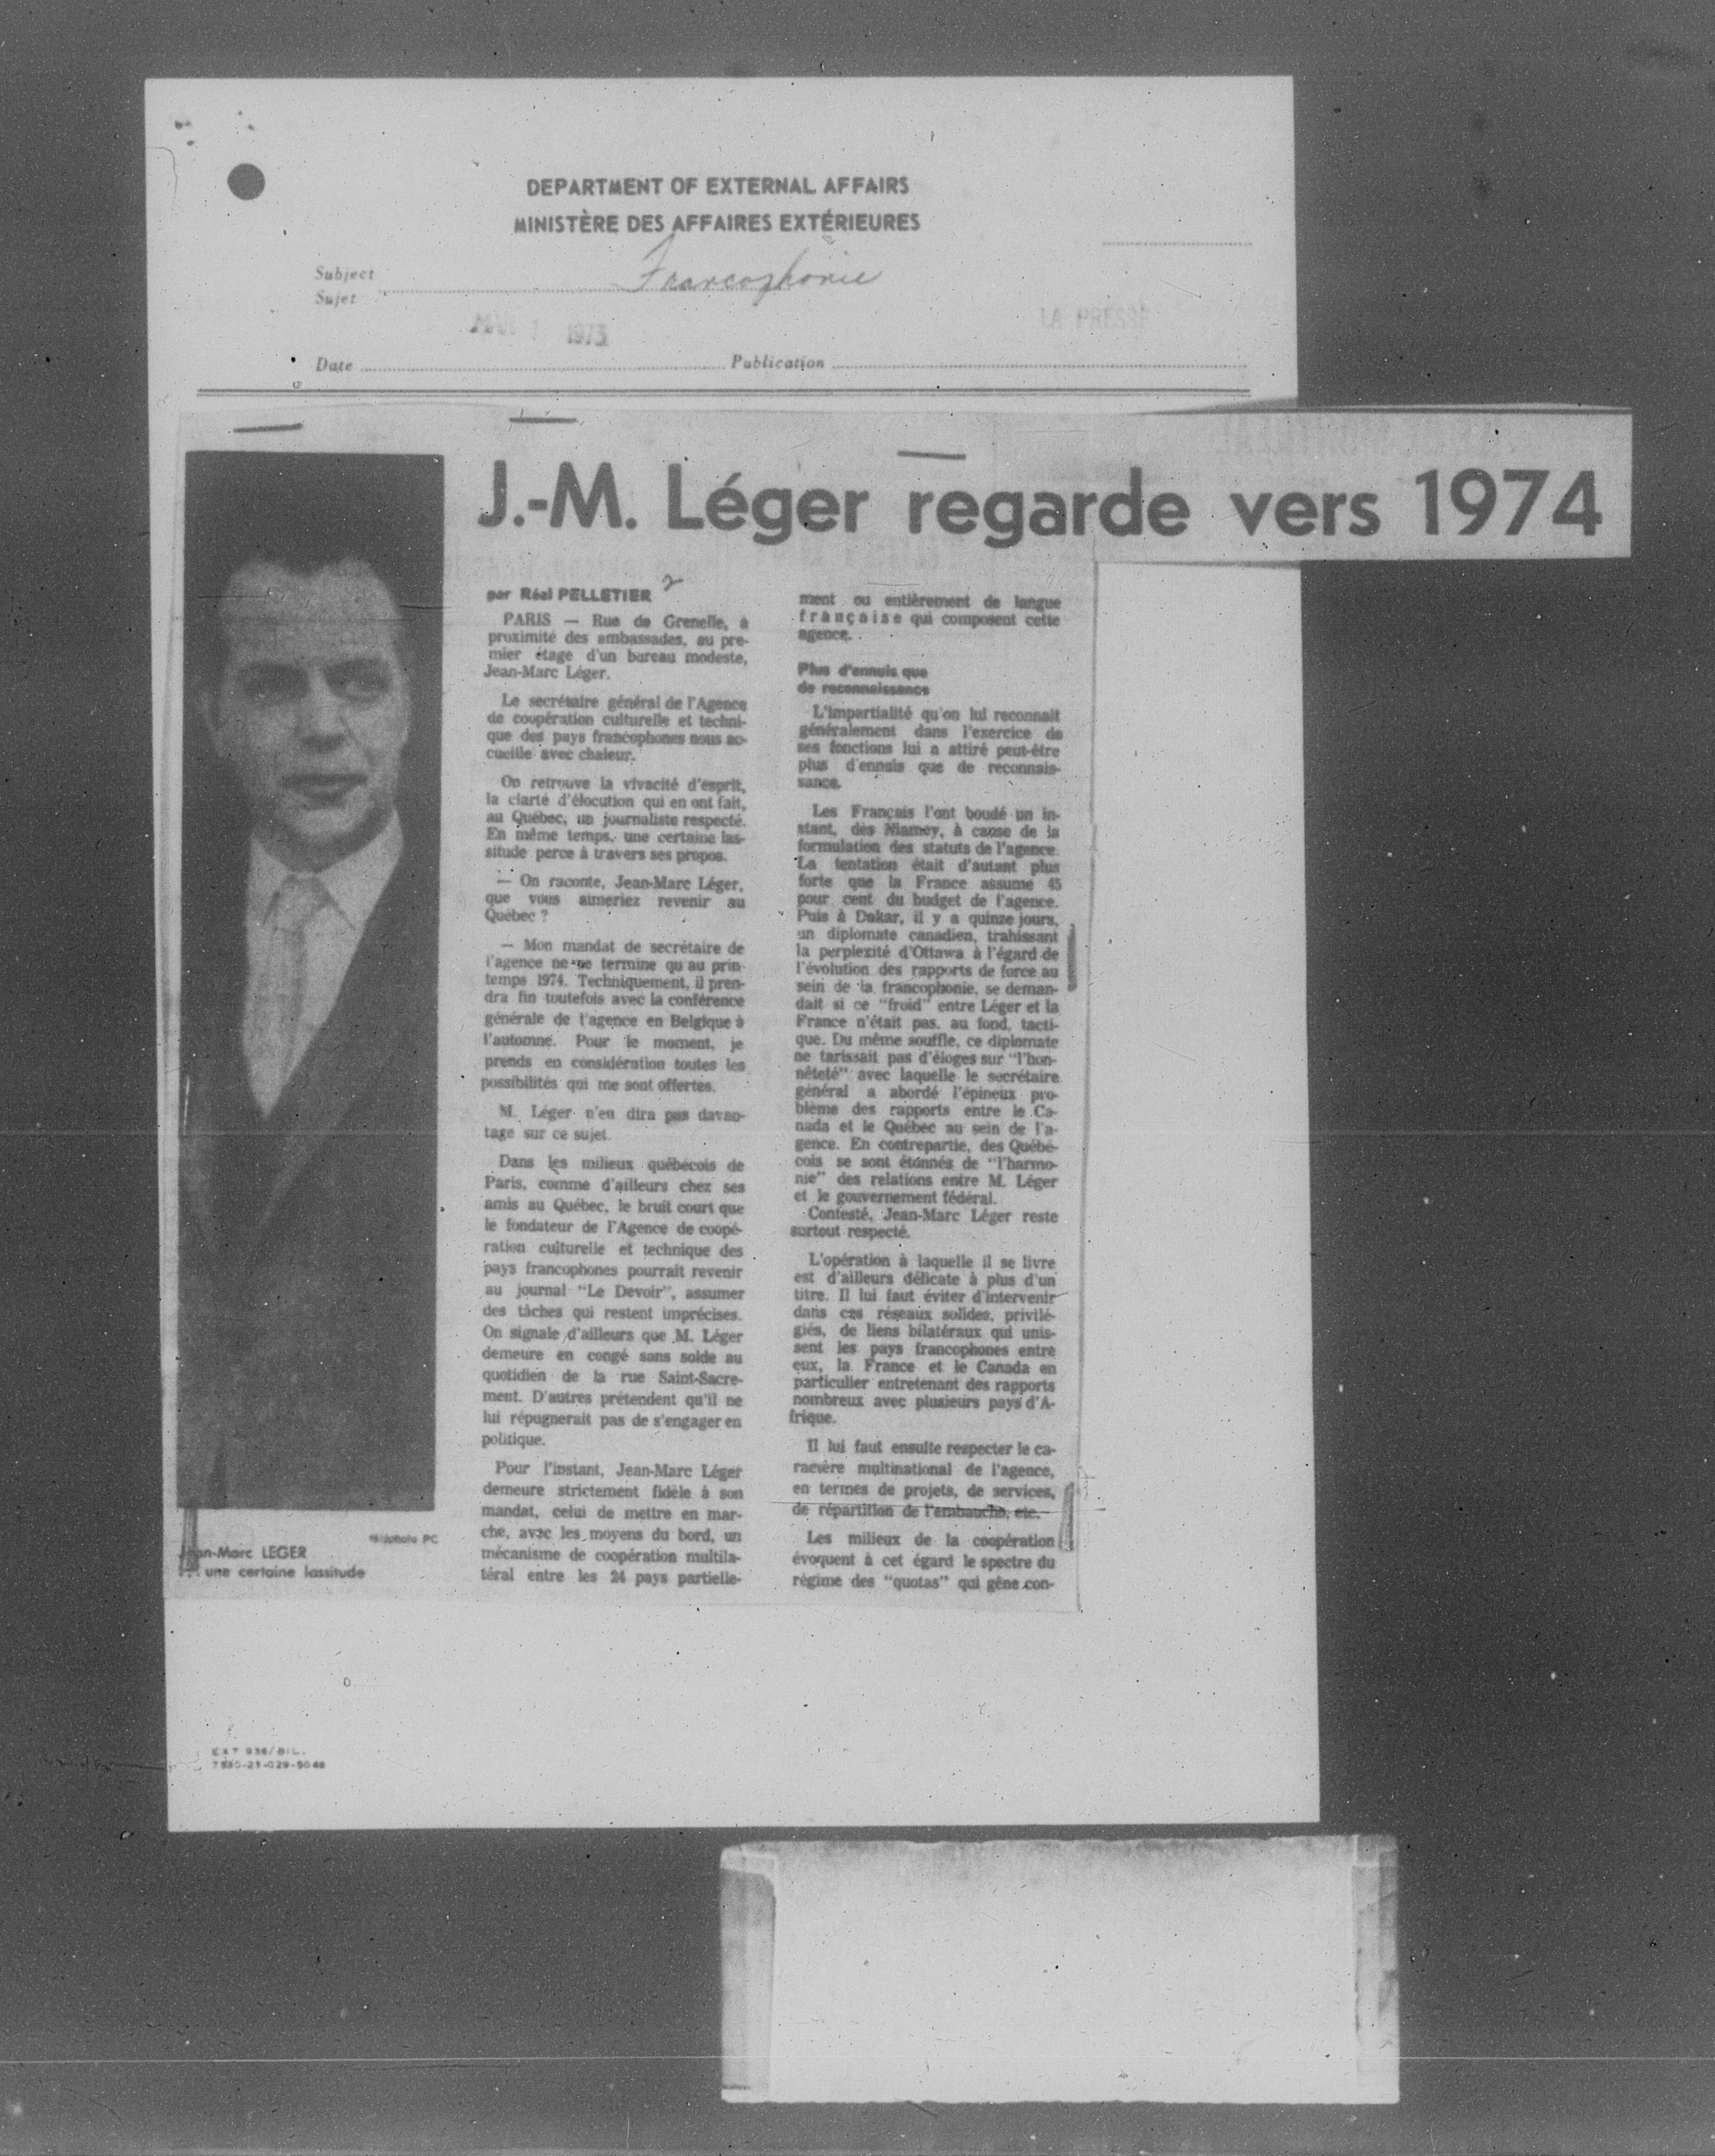 DEPARTMENT OF EXTERNAL AFFAIRS
MINISTÈRE DES AFFAIRES EXTÉRIEURES
Subject
Sujet
Francophonie
1973
LA PRESSE
Date
Publication
J.-M. Léger regarde vers 1974
par Réal PELLETIER
PARIS — Rue de Grenelle, à
proximité des ambassades, au pre-
mier étage d'un bureau modeste,
Jean-Marc Léger.
Le secrétaire général de l'Agence
de coopération culturelle et techni-
que des pays francophones nous ac-
cueille avec chaleur.
On retrouve la vivacité d'esprit,
la clarté d'élocution qui en ont fait,
au Québec, un journaliste respecté.
En même temps, une certaine las-
situde perce à travers ses propos.
— On raconte, Jean-Marc Léger,
que vous aimeriez revenir au
Québec ?
— Mon mandat de secrétaire de
l'agence ne se termine qu'au prin-
temps 1974. Techniquement, il pren-
dra fin toutefois avec la conférence
générale de l'agence en Belgique à
l'automne. Pour le moment, je
prends en considération toutes les
possibilités qui me sont offertes.
M. Léger n'en dira pas davan-
tage sur ce sujet.
Dans les milieux québécois de
Paris, comme d'ailleurs chez ses
amis au Québec, le bruit court que
le fondateur de l'Agence de coopé-
ration culturelle et technique des
pays francophones pourrait revenir
au journal "Le Devoir", assumer
des tâches qui restent imprécises.
On signale d'ailleurs que M. Léger
demeure en congé sans solde au
quotidien de la rue Saint-Sacre-
ment. D'autres prétendent qu'il ne
lui répugnerait pas de s'engager en
politique.
Pour l'instant, Jean-Marc Léger
demeure strictement fidèle à son
mandat, celui de mettre en mar-
che, avec les moyens du bord, un
mécanisme de coopération multila-
téral entre les 24 pays partielle-
ment ou entièrement de langue
française qui composent cette
agence.
Plus d'ennuis que
de reconnaissance
L'impartialité qu'on lui reconnait
généralement dans l'exercice de
ses fonctions lui a attiré peut-être
plus d'ennuis que de reconnais-
sance.
Les Français l'ont boudé un in-
stant, dès Niamey, à cause de la
formulation des statuts de l'agence.
La tentation était d'autant plus
forte que la France assume 45
pour cent du budget de l'agence.
Puis à Dakar, il y a quinze jours,
un diplomate canadien, trahissant
la perplexité d'Ottawa à l'égard de
l'évolution des rapports de force au
sein de la francophonie, se deman-
dait si ce "froid" entre Léger et la
France n'était pas, au fond, tacti-
que. Du même souffle, ce diplomate
ne tarissait pas d'éloges sur "l'hon-
nêteté" avec laquelle le secrétaire
général a abordé l'épineux pro-
blème des rapports entre le Ca-
nada et le Québec au sein de l'a-
gence. En contrepartie, des Québé-
cois se sont étonnés de "l'harmo-
nie" des relations entre M. Léger
et le gouvernement fédéral.
Contesté, Jean-Marc Léger reste
surtout respecté.
L'opération à laquelle il se livre
est d'ailleurs délicate à plus d'un
titre. Il lui faut éviter d'intervenir
dans ces réseaux solides, privilé-
giés, de liens bilatéraux qui unis-
sent les pays francophones entre
eux, la France et le Canada en
particulier entretenant des rapports
nombreux avec plusieurs pays d'A-
frique.
Il lui faut ensuite respecter le ca-
ractère multinational de l'agence,
en termes de projets, de services,
de répartition de l'embauche, etc.
Les milieux de la coopération
évoquent à cet égard le spectre du
régime des "quotas" qui gêne con-
photo PC
Jean-Marc LEGER
... une certaine lassitude
EXT 936/BIL.
7530-21-029-5048